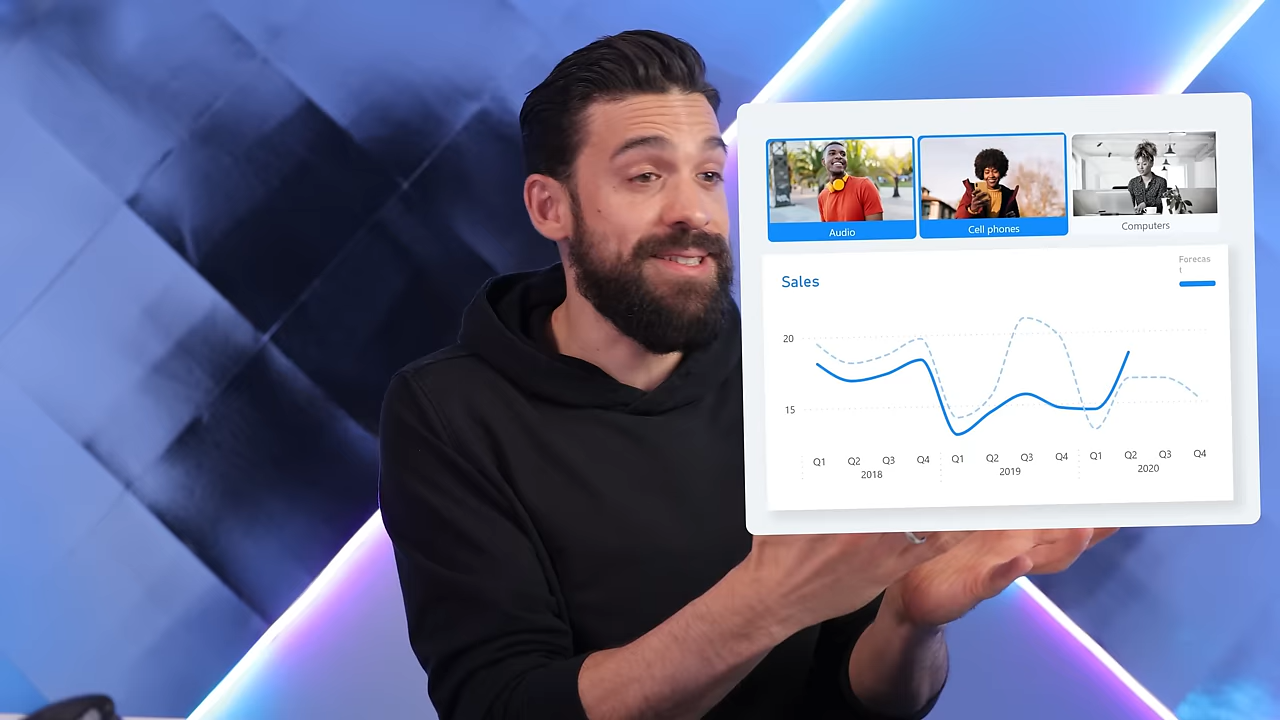 Audio
Cell phones
Computers
Sales
Forecas
t
20
15
Q1 Q2 Q3 Q4 Q1 Q2 Q3 Q4 Q1 Q2 Q3 Q4
2018 2019 2020